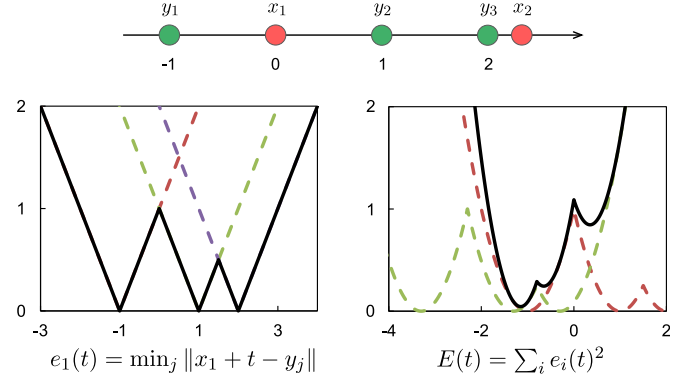 y₁ x₁ y₂ y₃ x₂
-1 0 1 2
2 2
1 1
0 0
-3 -1 1 3 -4 -2 0 2
e₁(t) = minⱼ ‖x₁ + t − yⱼ‖ E(t) = ∑ᵢ eᵢ(t)²